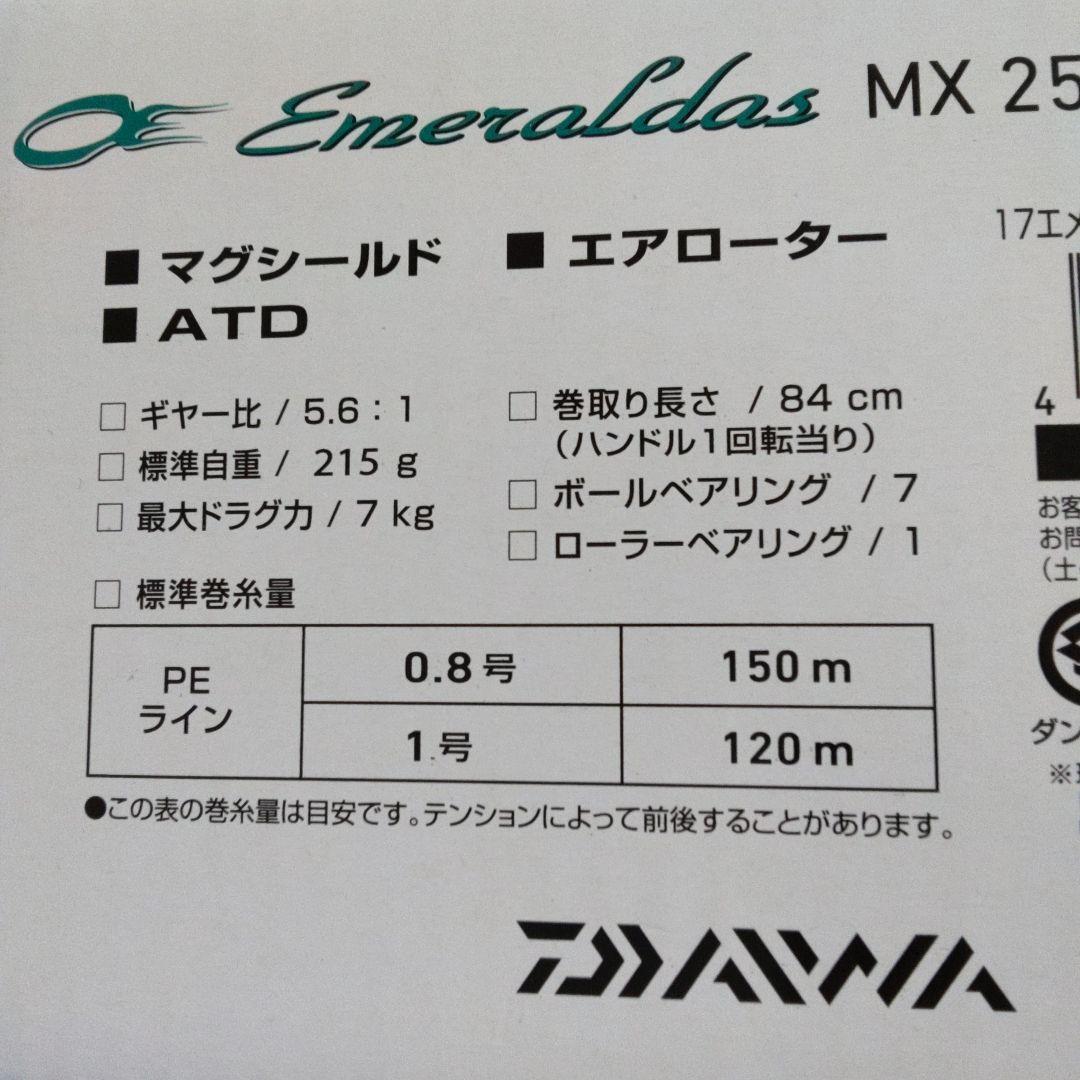 Emeraldas MX 25
17エメ
■ マグシールド ■ エアローター
■ ATD
4
□ ギヤー比 / 5.6：1
□ 標準自重 / 215 g
□ 最大ドラグ力 / 7 kg
□ 巻取り長さ / 84 cm
（ハンドル1回転当り）
□ ボールベアリング / 7
□ ローラーベアリング / 1
お客
お問
（土
□ 標準巻糸量
PE
ライン
0.8号 150 m
1号 120 m
ダン
●この表の巻糸量は目安です。テンションによって前後することがあります。
DAIWA